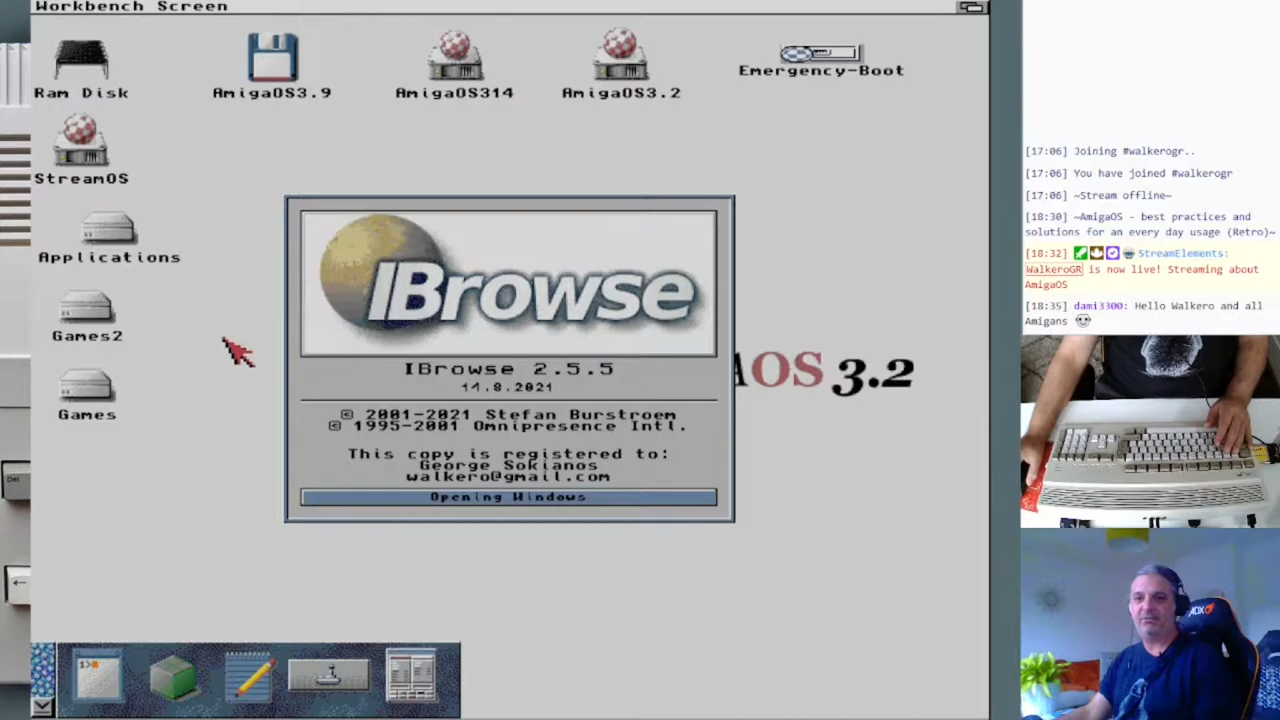 Workbench Screen
Ram Disk
AmigaOS3.9
AmigaOS314
AmigaOS3.2
Emergency-Boot
StreamOS
Applications
Games2
Games
IBrowse
IBrowse 2.5.5
14.8.2021
© 2001-2021 Stefan Burstroem
© 1995-2001 Omnipresence Intl.
This copy is registered to:
George Sokianos
walkero@gmail.com
Opening Windows
OS 3.2
1>
Del
[17:06] Joining #walkerogr..
[17:06] You have joined #walkerogr
[17:06] ~Stream offline~
[18:30] ~AmigaOS - best practices and
solutions for an every day usage (Retro)~
[18:32] StreamElements:
WalkeroGR is now live! Streaming about
AmigaOS
[18:35] dami3300: Hello Walkero and all
Amigans